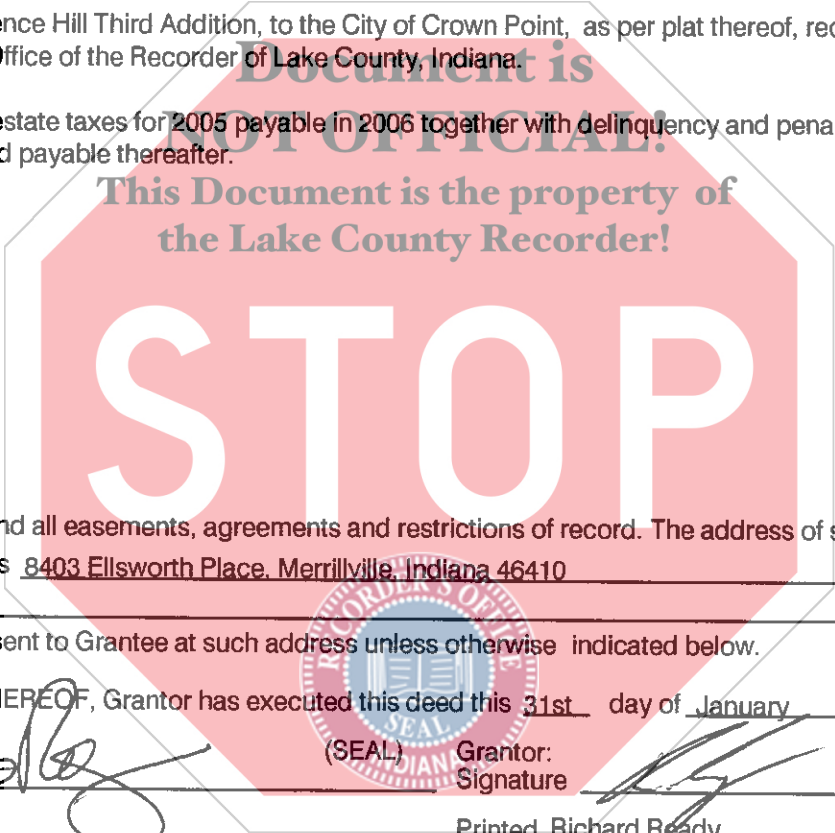 ence Hill Third Addition, to the City of Crown Point, as per plat thereof, rec
Office of the Recorder of Lake County, Indiana.
Document is
estate taxes for 2005 payable in 2006 together with delinquency and pena
NOT OFFICIAL!
d payable thereafter.
This Document is the property of
the Lake County Recorder!
STOP
nd all easements, agreements and restrictions of record. The address of s
s 8403 Ellsworth Place, Merrillville, Indiana 46410
sent to Grantee at such address unless otherwise indicated below.
HEREOF, Grantor has executed this deed this 31st day of January
RECORDER'S OFFICE
SEAL
INDIANA
(SEAL) Grantor:
Signature
Printed Richard Ready